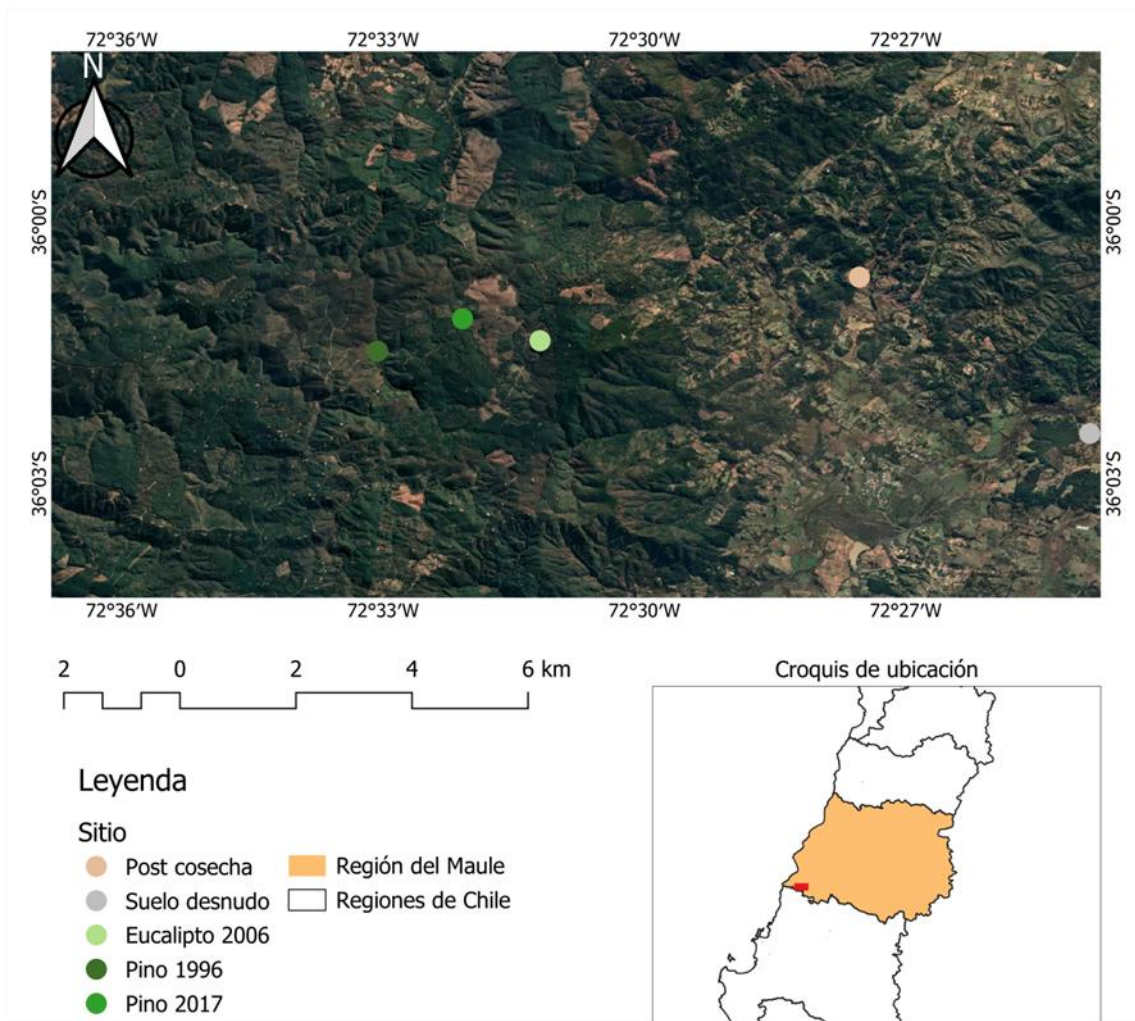 72°36′W 72°33′W 72°30′W 72°27′W
N
36°00′S 36°00′S
36°03′S 36°03′S
72°36′W 72°33′W 72°30′W 72°27′W
2 0 2 4 6 km
Croquis de ubicación
Leyenda
Sitio
Post cosecha Región del Maule
Suelo desnudo Regiones de Chile
Eucalipto 2006
Pino 1996
Pino 2017